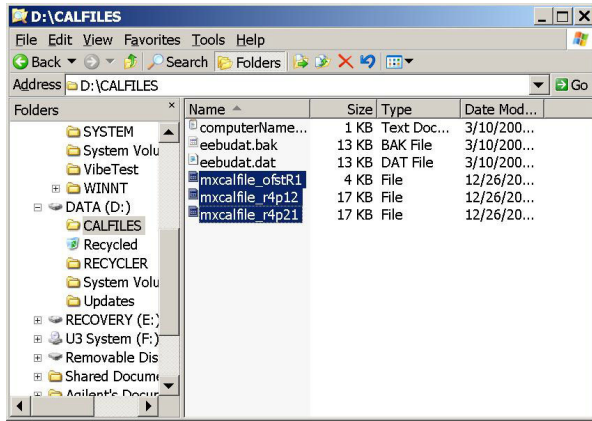 D:\CALFILES
File Edit View Favorites Tools Help
Back Search Folders
Address D:\CALFILES Go
Folders ×
SYSTEM
System Volu
VibeTest
WINNT
DATA (D:)
CALFILES
Recycled
RECYCLER
System Volu
Updates
RECOVERY (E:)
U3 System (F:)
Removable Dis
Shared Docume
Agilent's Docum
Name Size Type Date Mod...
computerName... 1 KB Text Doc... 3/10/200...
eebudat.bak 13 KB BAK File 3/10/200...
eebudat.dat 13 KB DAT File 3/10/200...
mxcalfile_ofstR1 4 KB File 12/26/20...
mxcalfile_r4p12 17 KB File 12/26/20...
mxcalfile_r4p21 17 KB File 12/26/20...